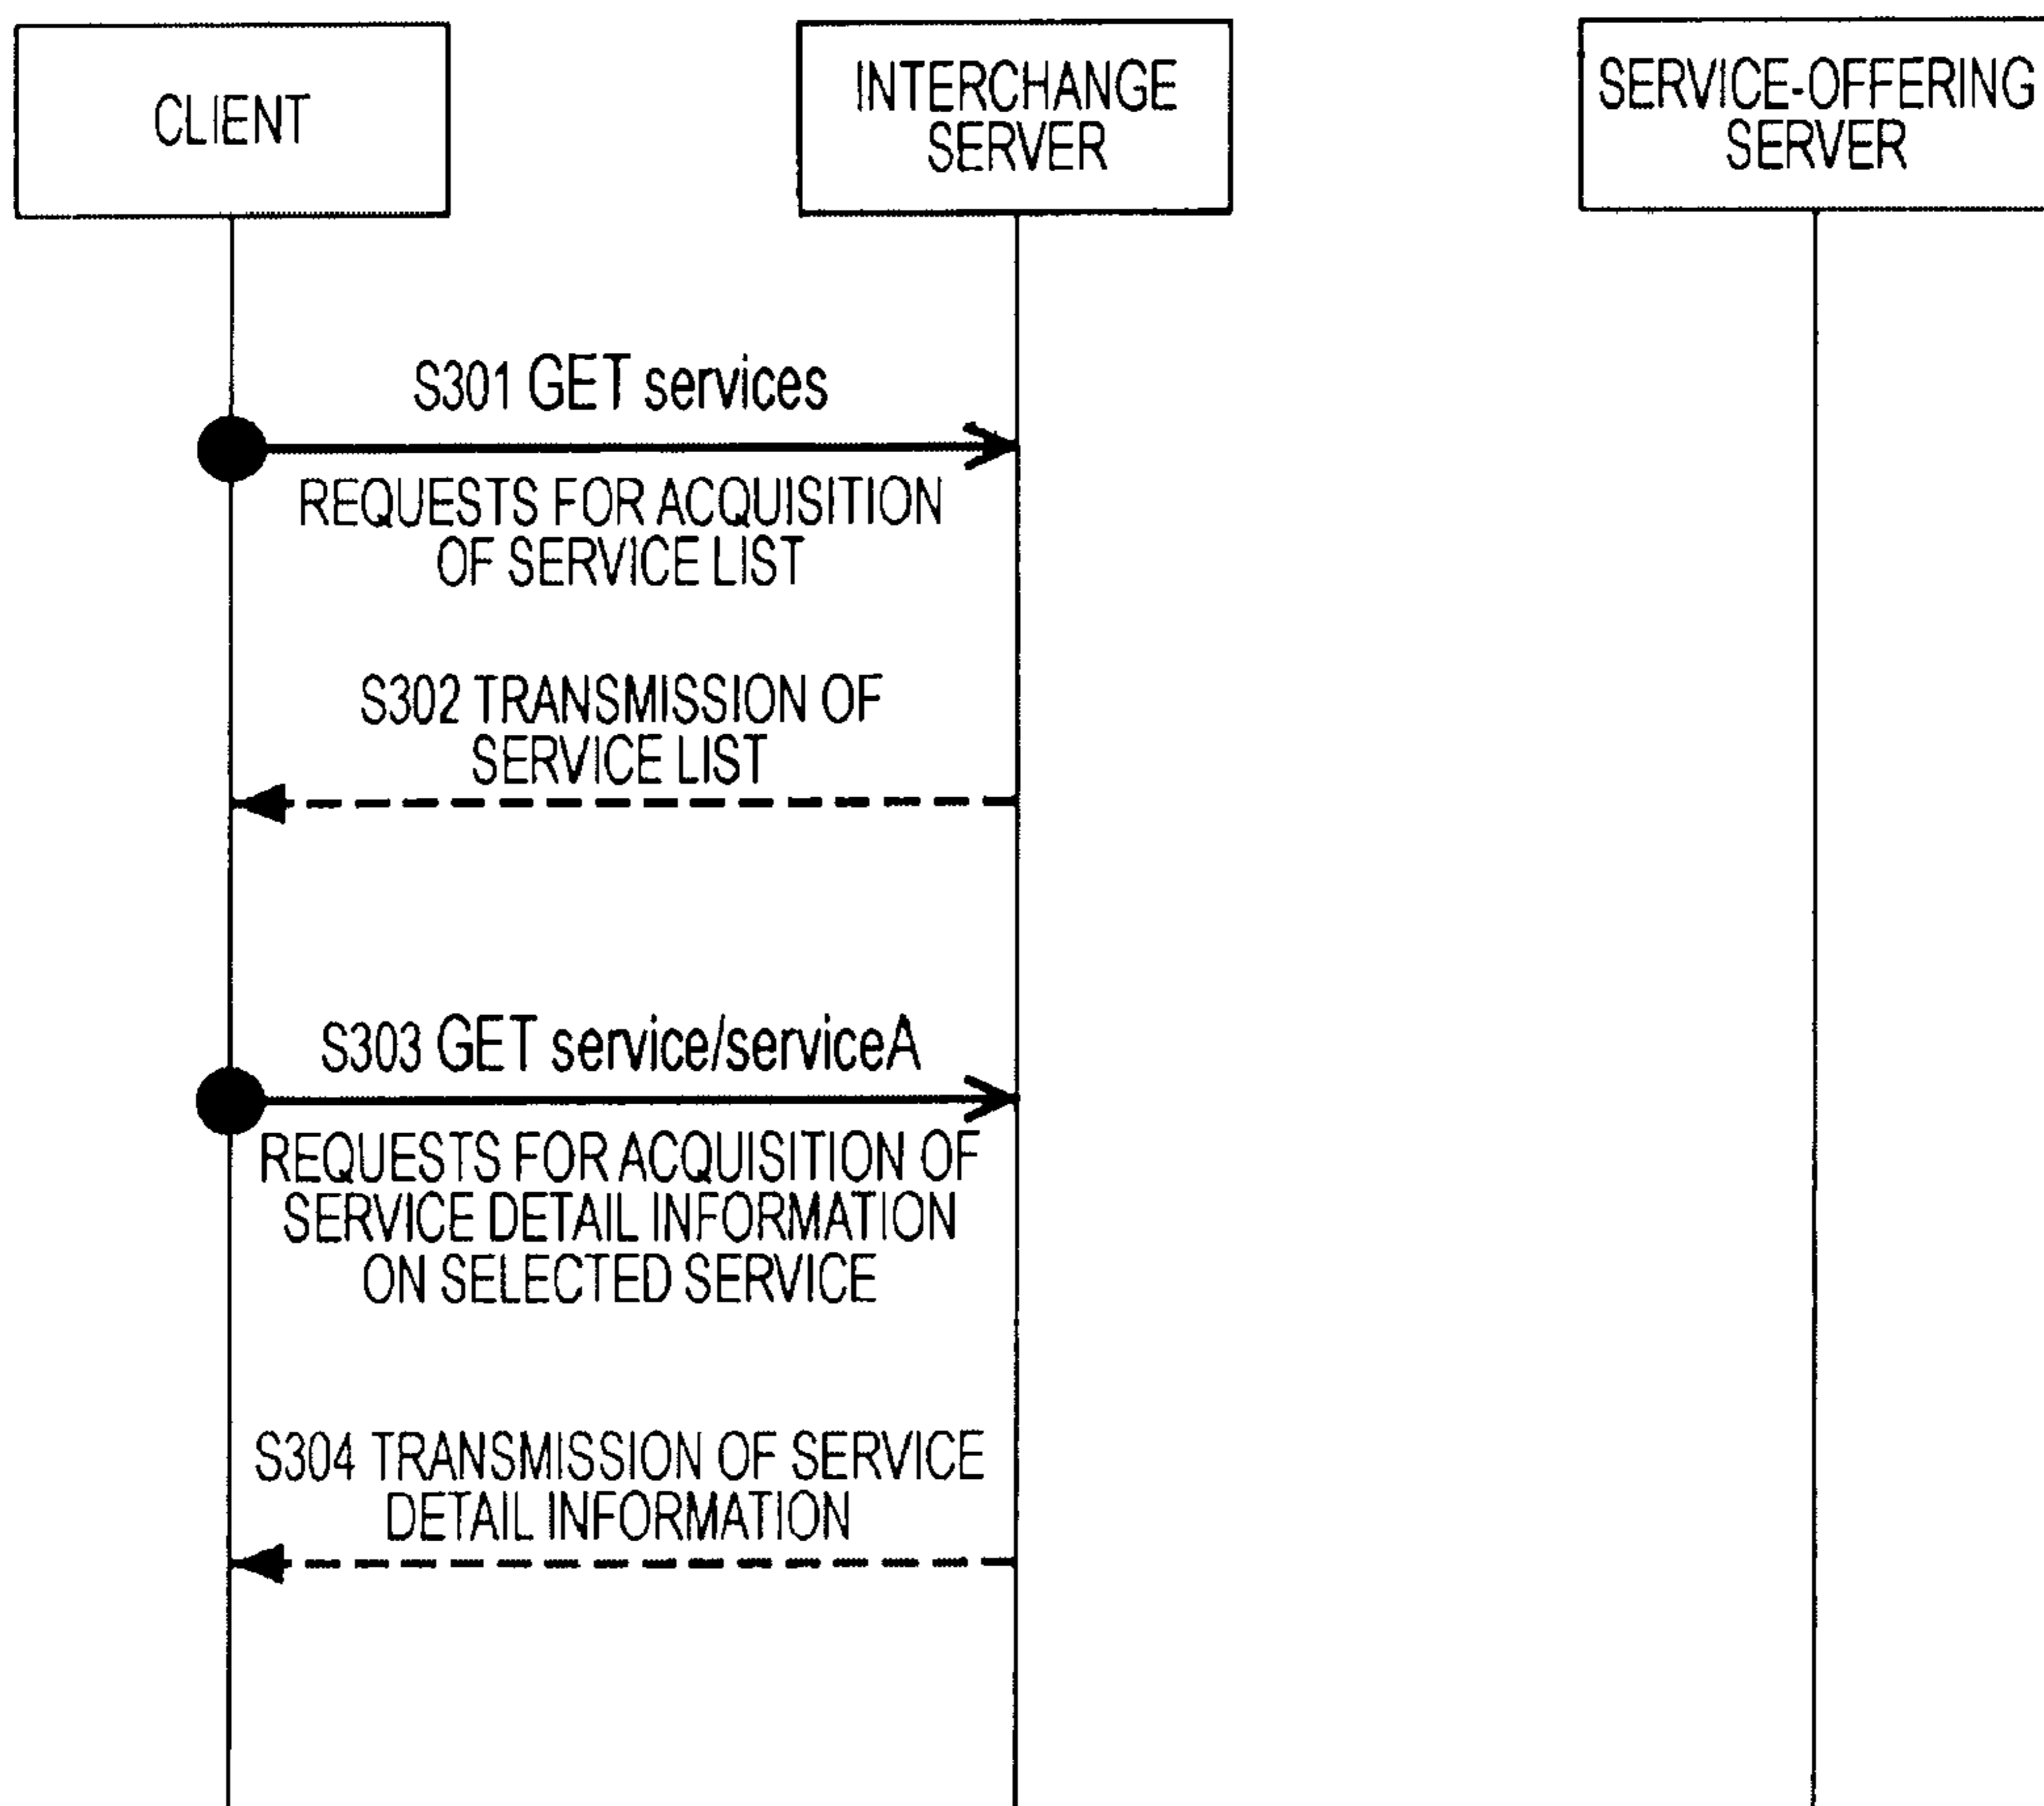 CLIENT
INTERCHANGE
SERVER
SERVICE-OFFERING
SERVER
S301 GET services
REQUESTS FOR ACQUISITION
OF SERVICE LIST
S302 TRANSMISSION OF
SERVICE LIST
S303 GET service/serviceA
REQUESTS FOR ACQUISITION OF
SERVICE DETAIL INFORMATION
ON SELECTED SERVICE
S304 TRANSMISSION OF SERVICE
DETAIL INFORMATION